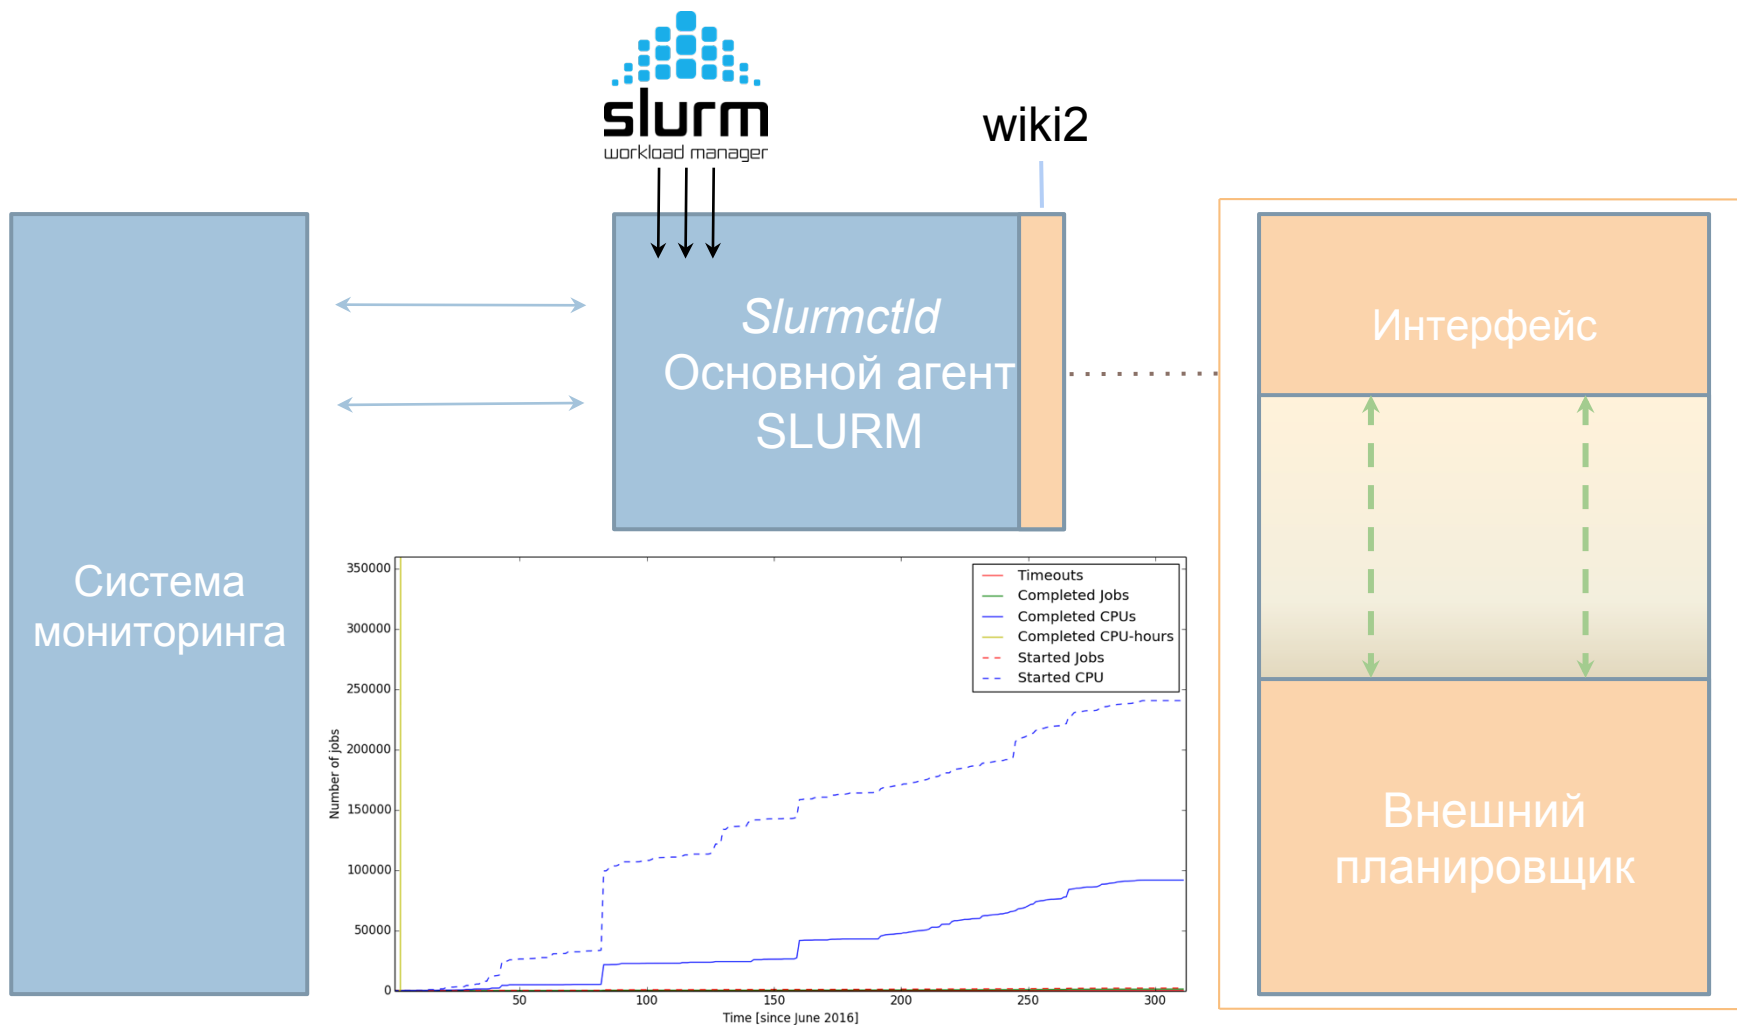 slurm
workload manager
wiki2
Система
мониторинга
Slurmctld
Основной агент
SLURM
Интерфейс
Внешний
планировщик
350000
300000
250000
200000
150000
100000
50000
0
Number of jobs
Timeouts
Completed Jobs
Completed CPUs
Completed CPU-hours
Started Jobs
Started CPU
50 100 150 200 250 300
Time [since June 2016]